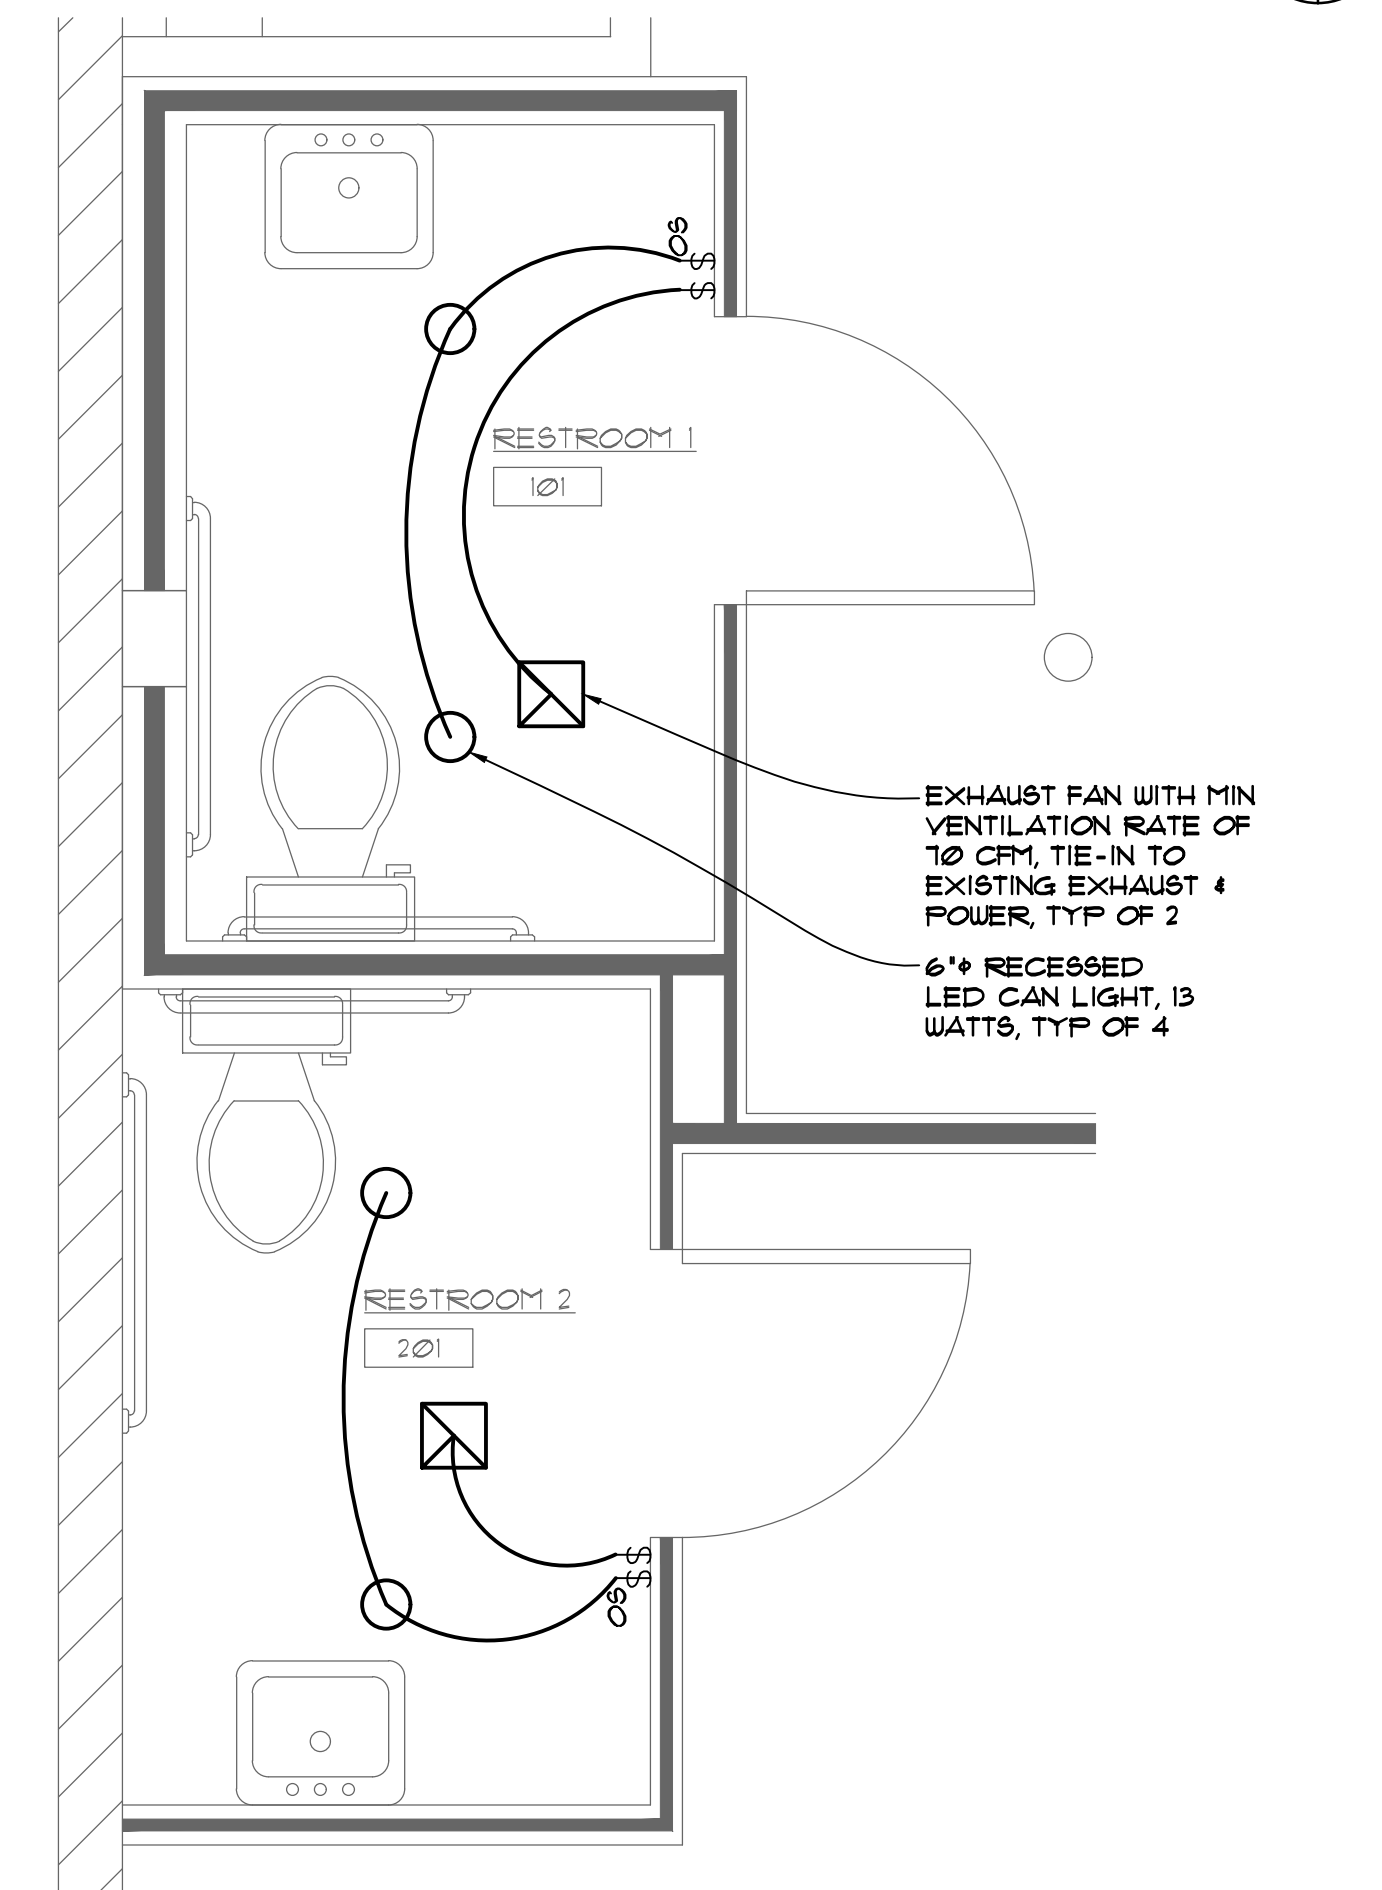 OS
$
$
RESTROOM 1
1Ø1
EXHAUST FAN WITH MIN
VENTILATION RATE OF
7Ø CFM, TIE-IN TO
EXISTING EXHAUST &
POWER, TYP OF 2
6"Φ RECESSED
LED CAN LIGHT, 13
WATTS, TYP OF 4
RESTROOM 2
2Ø1
$
$
OS